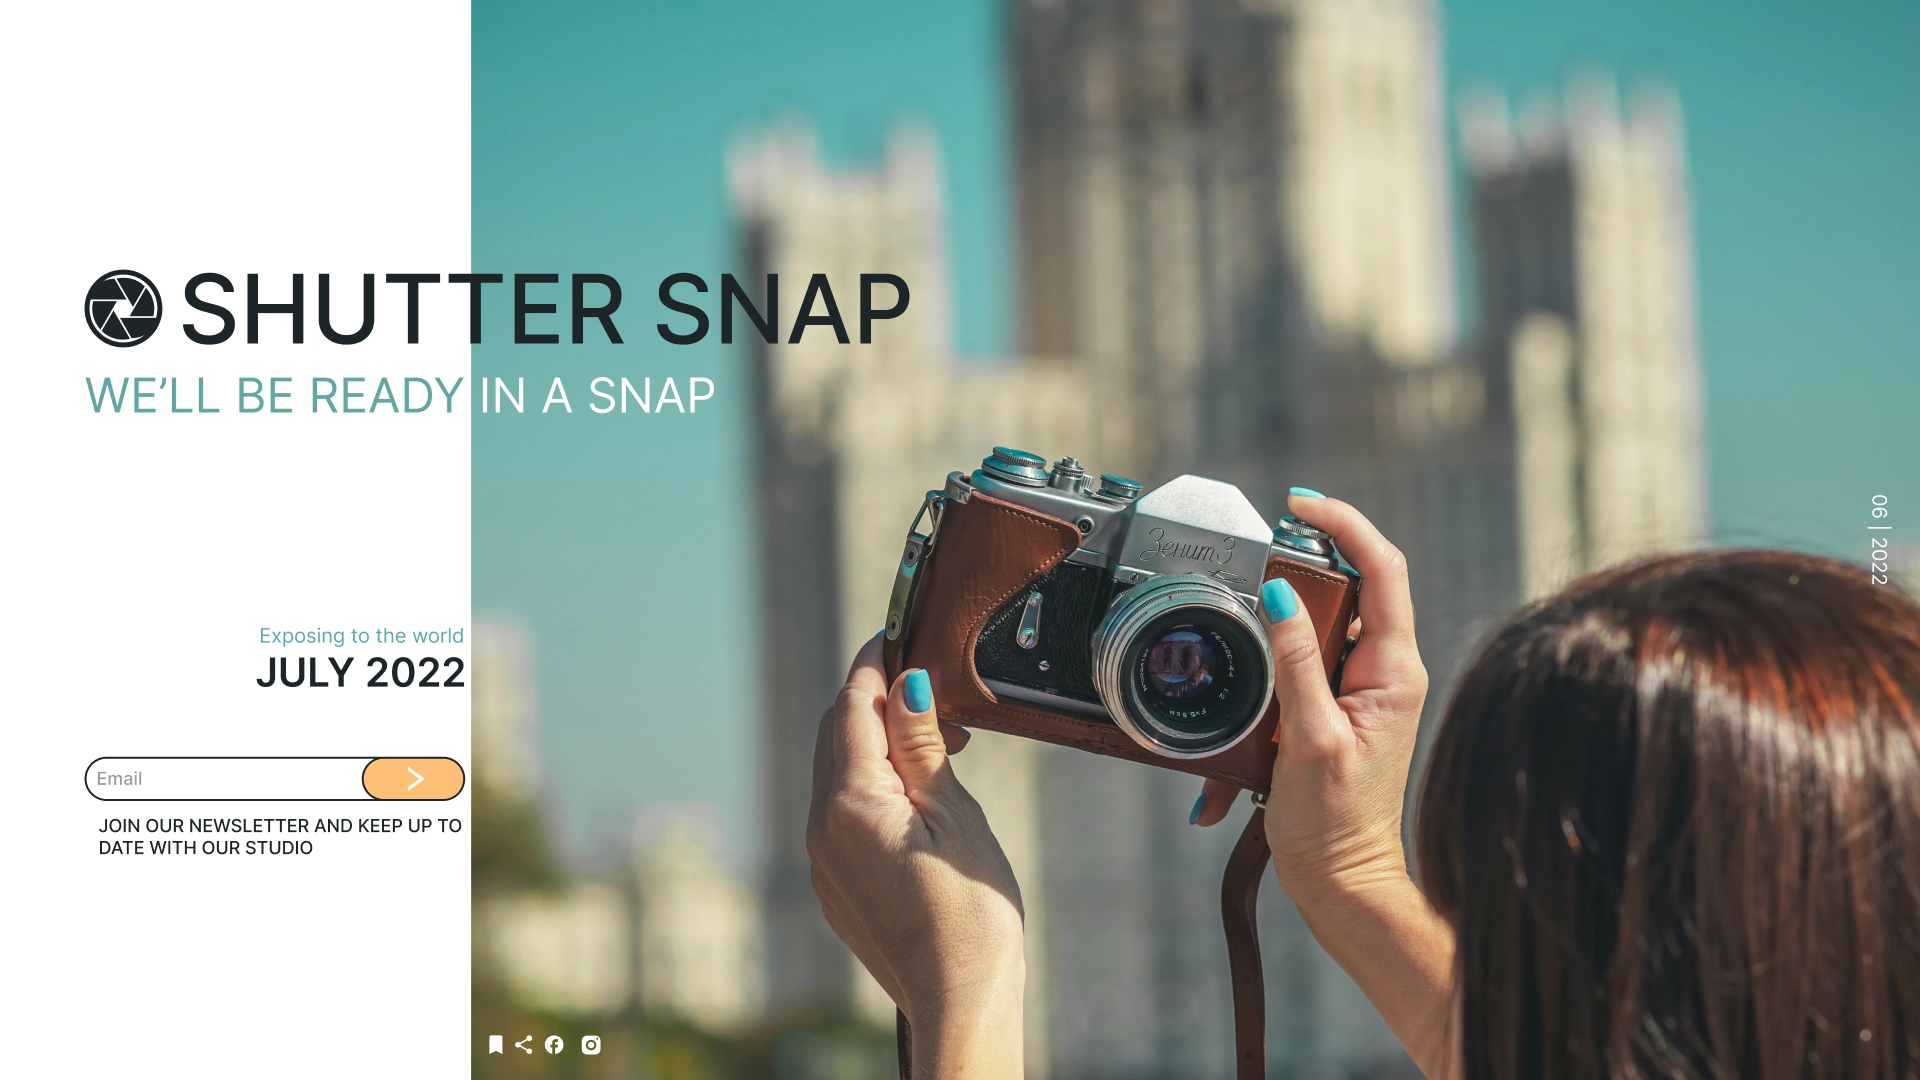 SHUTTER SNAP
WE’LL BE READY IN A SNAP
Exposing to the world
JULY 2022
Email
JOIN OUR NEWSLETTER AND KEEP UP TO
DATE WITH OUR STUDIO
Зенит 3
06 | 2022